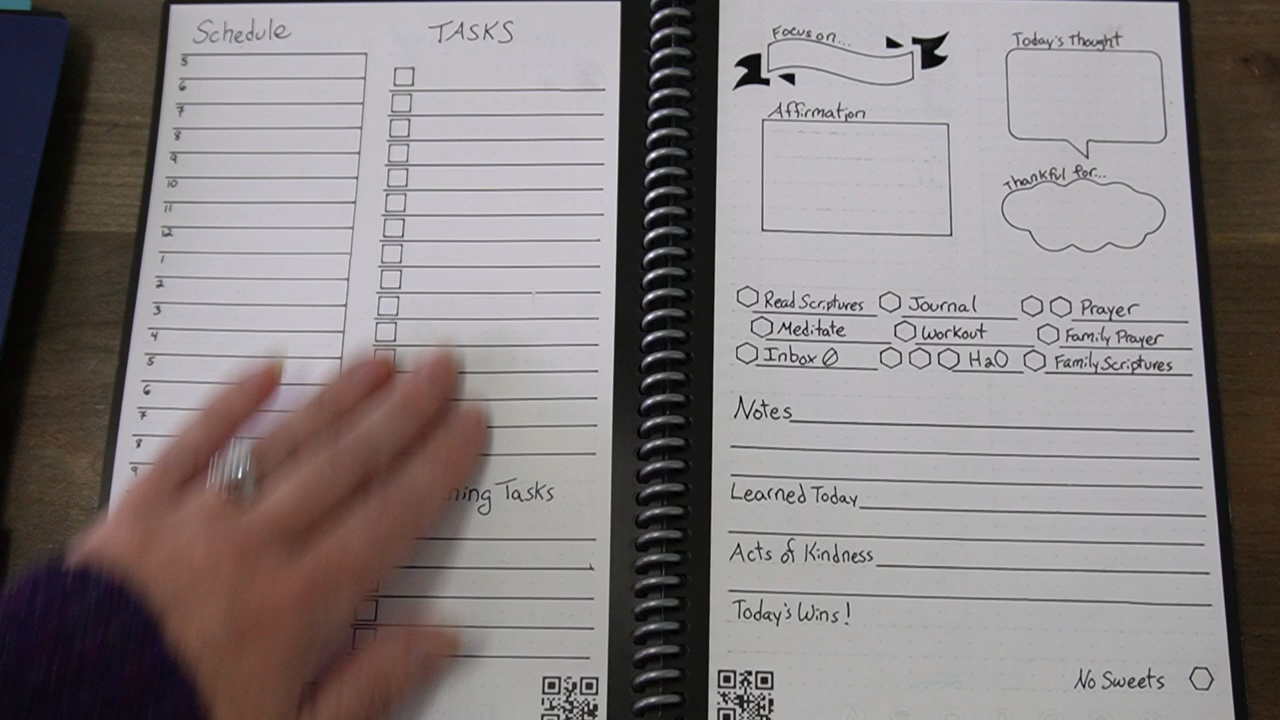 Schedule
5
6
7
8
9
10
11
12
1
2
3
4
5
6
7
8
9
TASKS
Tasks
Focus on...
Today's Thought
Affirmation
Thankful for...
Read Scriptures Journal Prayer
Meditate Workout Family Prayer
Inbox 0 H2O Family Scriptures
Notes
Learned Today
Acts of Kindness
Today's Wins!
No Sweets